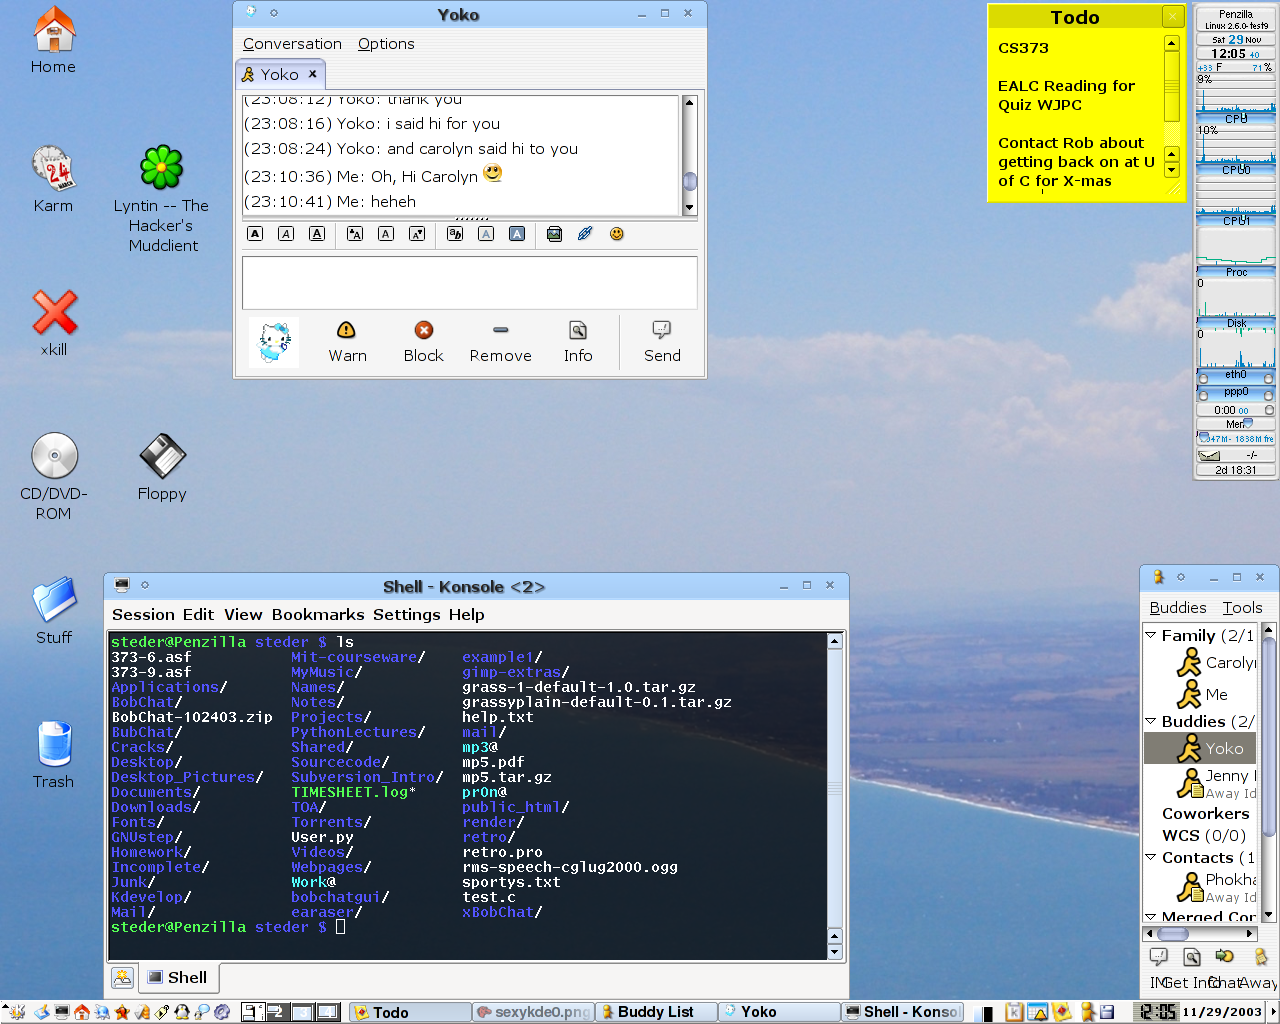 Home
Karm
Lyntin -- The
Hacker's
Mudclient
xkill
CD/DVD-
ROM
Floppy
Stuff
Trash
Yoko
Conversation Options
Yoko
(23:08:12) Yoko: thank you
(23:08:16) Yoko: i said hi for you
(23:08:24) Yoko: and carolyn said hi to you
(23:10:36) Me: Oh, Hi Carolyn
(23:10:41) Me: heheh
Warn Block Remove Info Send
Todo
CS373
EALC Reading for
Quiz WJPC
Contact Rob about
getting back on at U
of C for X-mas
Penzilla
Linux 2.6.0-test9
Sat 29 Nov
12:05 40
+33 F 71%
9%
CPU
10%
CPU0
CPU1
Proc
0
Disk
0
eth0
ppp0
0:00 00
Mem
-/-
2d 18:31
Shell - Konsole <2>
Session Edit View Bookmarks Settings Help
steder@Penzilla steder $ ls
373-6.asf Mit-courseware/ example1/
373-9.asf MyMusic/ gimp-extras/
Applications/ Names/ grass-1-default-1.0.tar.gz
BobChat/ Notes/ grassyplain-default-0.1.tar.gz
BobChat-102403.zip Projects/ help.txt
BubChat/ PythonLectures/ mail/
Cracks/ Shared/ mp3@
Desktop/ Sourcecode/ mp5.pdf
Desktop_Pictures/ Subversion_Intro/ mp5.tar.gz
Documents/ TIMESHEET.log* pr0n@
Downloads/ TOA/ public_html/
Fonts/ Torrents/ render/
GNUstep/ User.py retro/
Homework/ Videos/ retro.pro
Incomplete/ Webpages/ rms-speech-cglug2000.ogg
Junk/ Work@ sportys.txt
Kdevelop/ bobchatgui/ test.c
Mail/ earaser/ xBobChat/
steder@Penzilla steder $
Shell
Buddies Tools
Family (2/1
Carolyn
Me
Buddies (2/
Yoko
Jenny
Away Id
Coworkers
WCS (0/0)
Contacts (1
Phokha
Away Id
Merged Con
IM Get Info Chat Away
Todo sexykde0.png Buddy List Yoko Shell - Konsol
12:05 11/29/2003